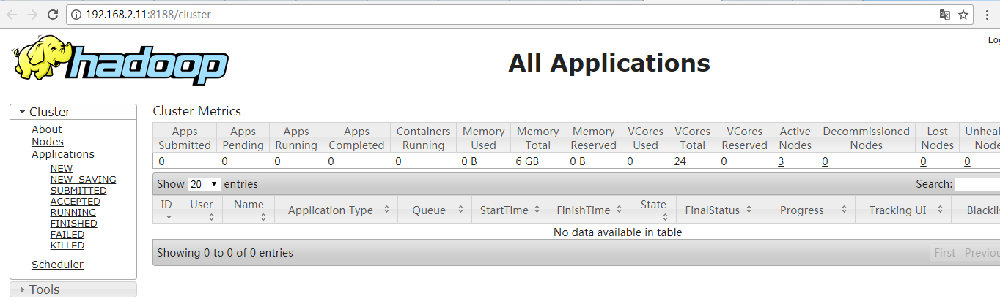 192.168.2.11:8188/cluster
hadoop
All Applications
Cluster
About
Nodes
Applications
NEW
NEW_SAVING
SUBMITTED
ACCEPTED
RUNNING
FINISHED
FAILED
KILLED
Scheduler
Tools
Cluster Metrics
Apps Submitted Apps Pending Apps Running Apps Completed Containers Running Memory Used Memory Total Memory Reserved VCores Used VCores Total VCores Reserved Active Nodes Decommissioned Nodes Lost Nodes Nodes
0 0 0 0 0 0 B 6 GB 0 B 0 24 0 3 0 0 0
Show 20 entries Search:
ID User Name Application Type Queue StartTime FinishTime State FinalStatus Progress Tracking UI
No data available in table
Showing 0 to 0 of 0 entries First